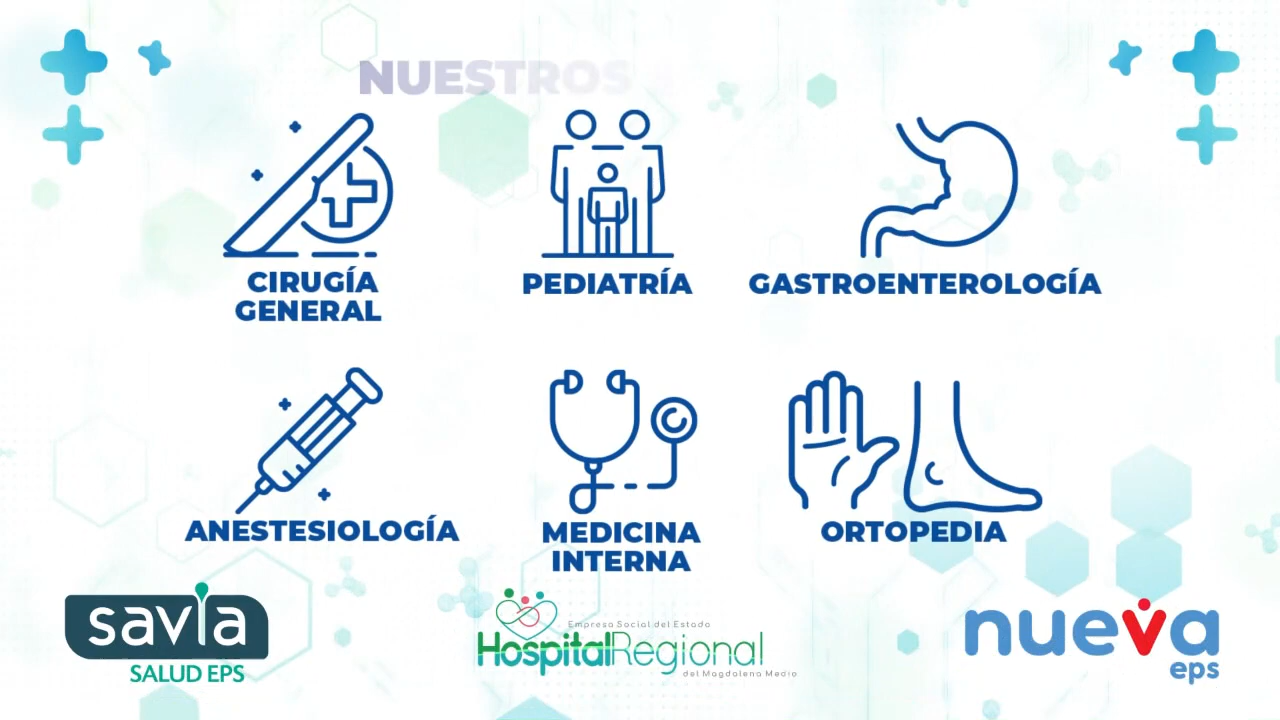 NUESTROS
CIRUGÍA
GENERAL
PEDIATRÍA
GASTROENTEROLOGÍA
ANESTESIOLOGÍA
MEDICINA
INTERNA
ORTOPEDIA
savia
SALUD EPS
Empresa Social del Estado
HospitalRegional
del Magdalena Medio
nueva
eps